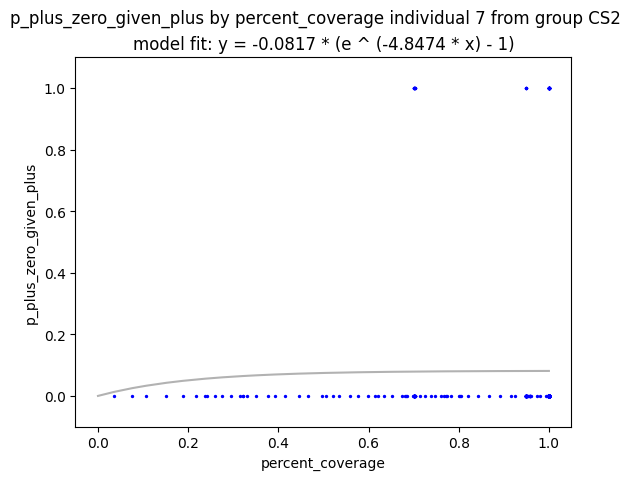 p_plus_zero_given_plus by percent_coverage individual 7 from group CS2
model fit: y = -0.0817 * (e ^ (-4.8474 * x) - 1)
1.0
0.8
0.6
0.4
0.2
0.0
p_plus_zero_given_plus
0.0 0.2 0.4 0.6 0.8 1.0
percent_coverage